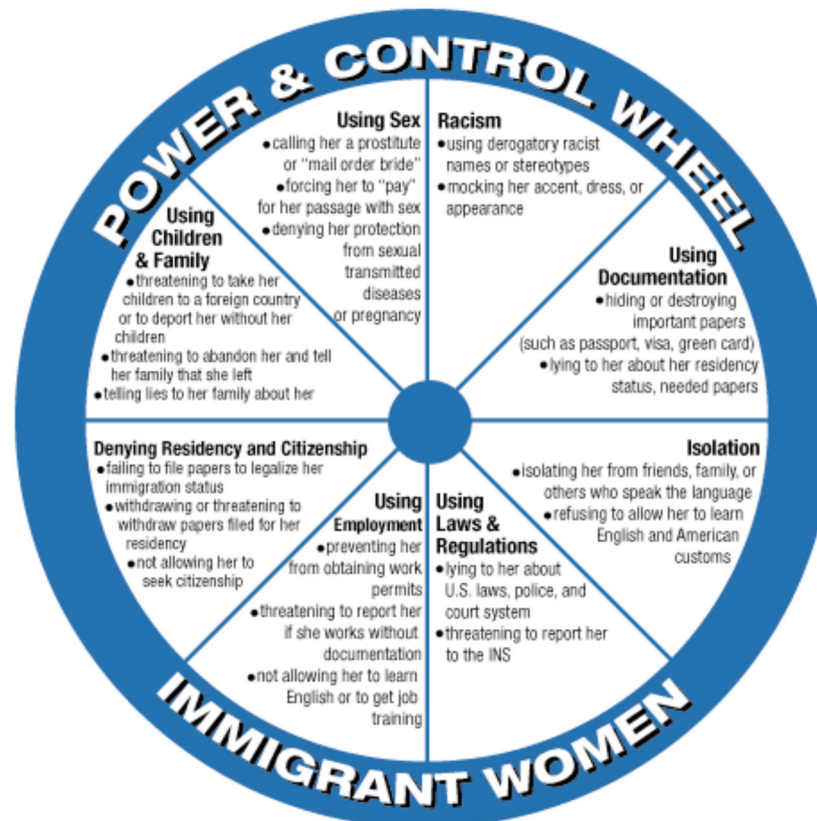 POWER & CONTROL WHEEL
Using Sex
●calling her a prostitute
or “mail order bride”
●forcing her to “pay”
for her passage with sex
●denying her protection
from sexual
transmitted
diseases
or pregnancy
Racism
●using derogatory racist
names or stereotypes
●mocking her accent, dress, or
appearance
Using
Documentation
●hiding or destroying
important papers
(such as passport, visa, green card)
●lying to her about her residency
status, needed papers
Isolation
●isolating her from friends, family, or
others who speak the language
●refusing to allow her to learn
English and American
customs
Using
Laws &
Regulations
●lying to her about
U.S. laws, police, and
court system
●threatening to report her
to the INS
Using
Employment
●preventing her
from obtaining work
permits
●threatening to report her
if she works without
documentation
●not allowing her to learn
English or to get job
training
Denying Residency and Citizenship
●failing to file papers to legalize her
immigration status
●withdrawing or threatening to
withdraw papers filed for her
residency
●not allowing her to
seek citizenship
Using
Children
& Family
●threatening to take her
children to a foreign country
or to deport her without her
children
●threatening to abandon her and tell
her family that she left
●telling lies to her family about her
IMMIGRANT WOMEN